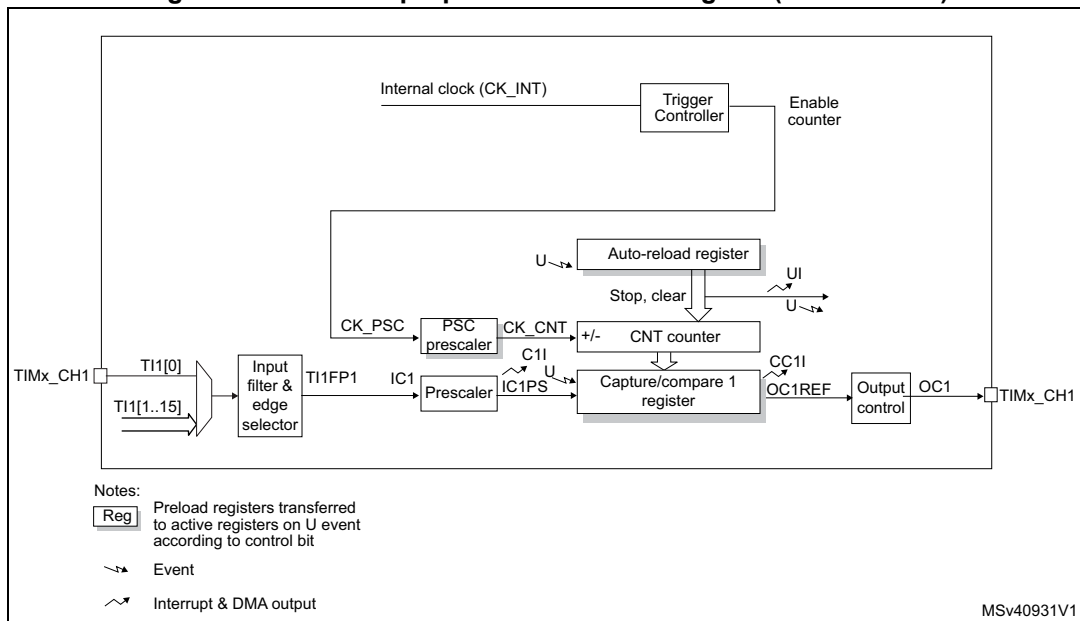 Internal clock (CK_INT)
Trigger
Controller
Enable
counter
Auto-reload register
U
UI
Stop, clear
U
CK_PSC
PSC
prescaler
CK_CNT
+/-
CNT counter
TIMx_CH1
TI1[0]
TI1[1..15]
Input
filter &
edge
selector
TI1FP1
IC1
Prescaler
C1I
IC1PS
U
Capture/compare 1
register
CC1I
OC1REF
Output
control
OC1
TIMx_CH1
Notes:
Reg
Preload registers transferred
to active registers on U event
according to control bit
Event
Interrupt & DMA output
MSv40931V1